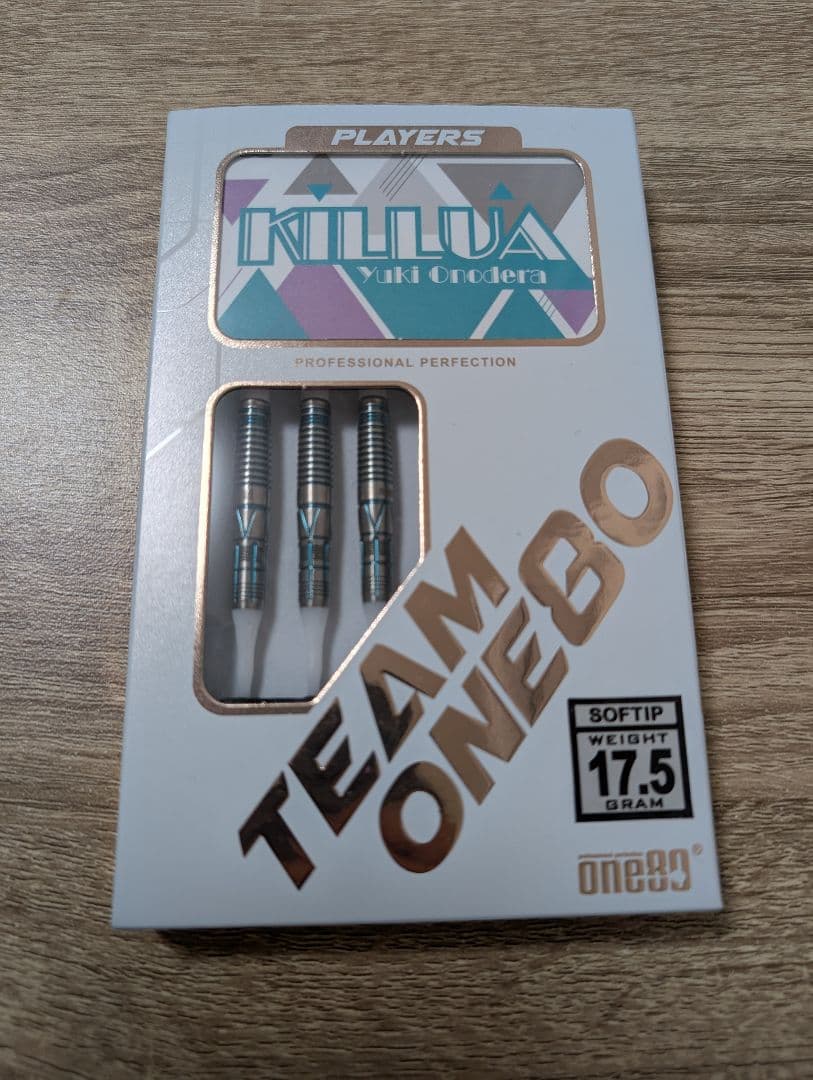 PLAYERS
KiLLUA
Yuki Onodera
PROFESSIONAL PERFECTION
TEAM
ONE80
SOFTIP
WEIGHT
17.5
GRAM
one80®